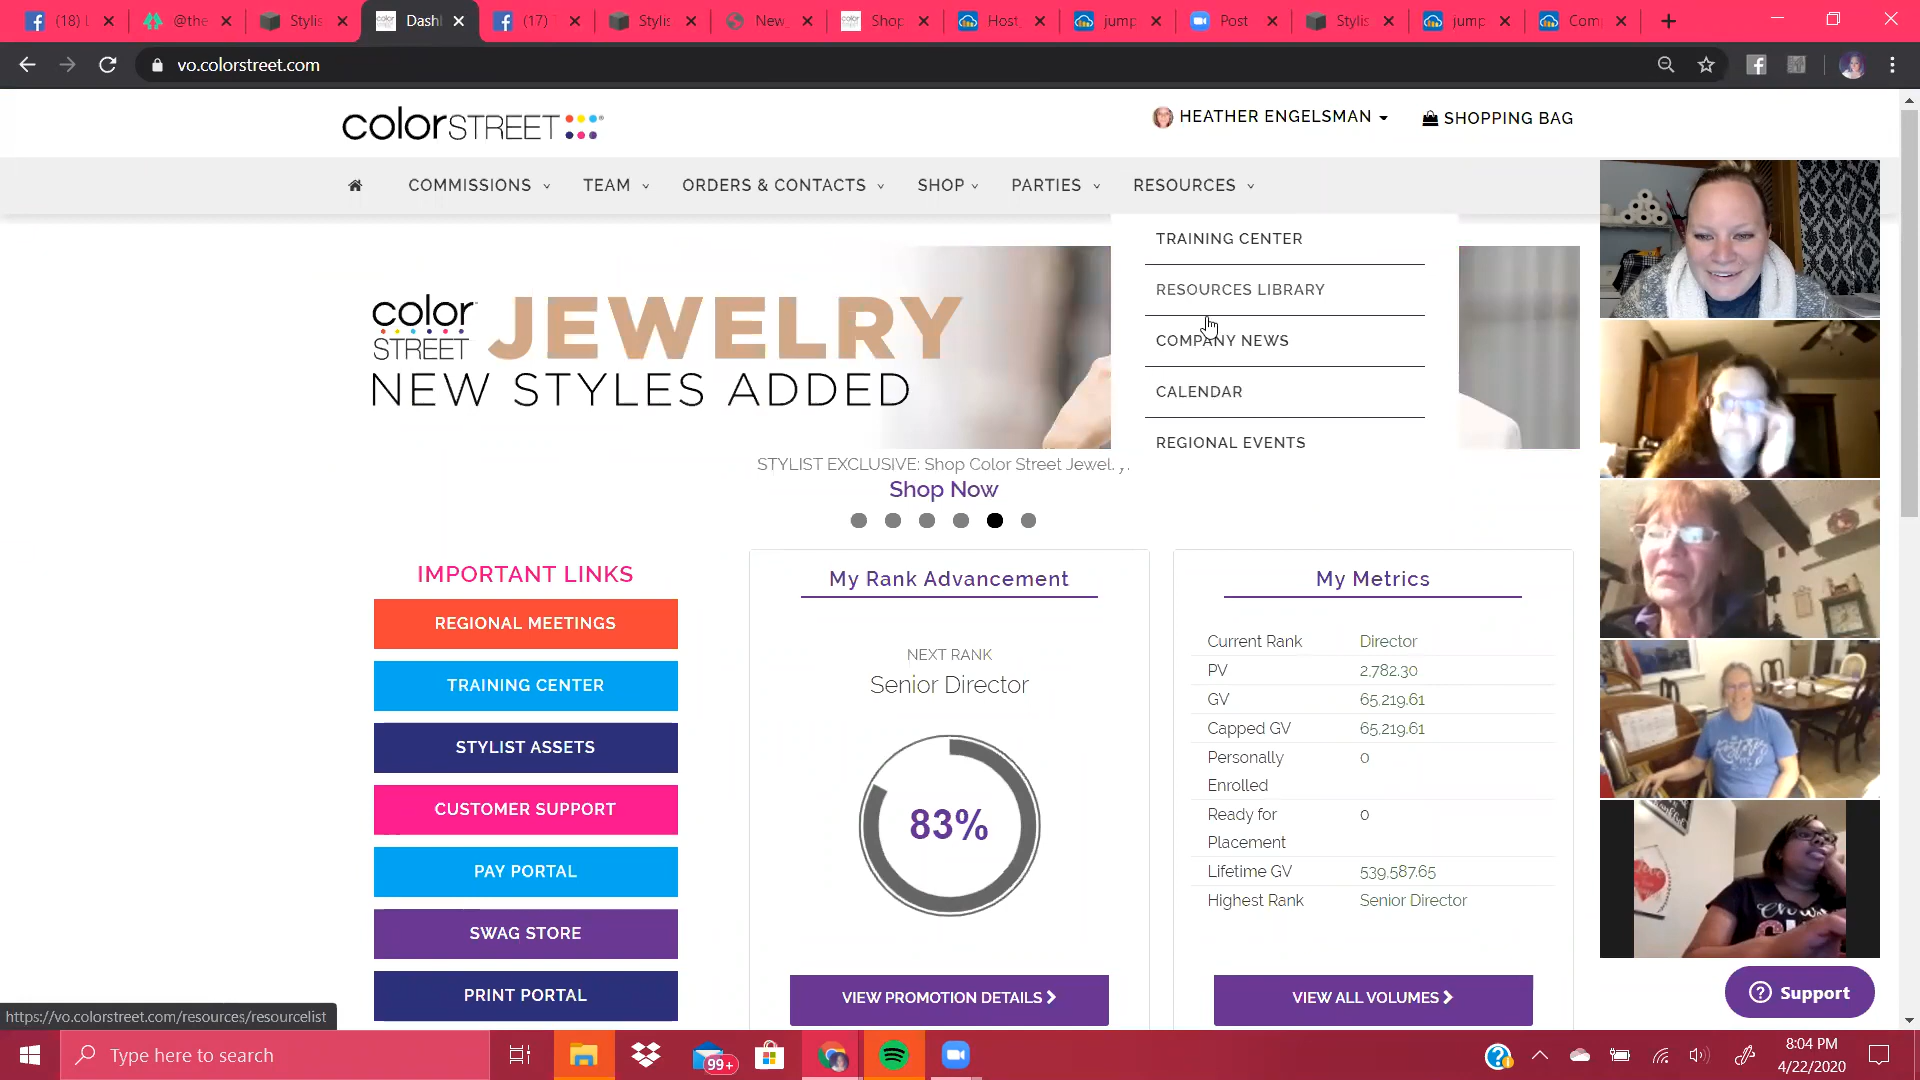 (18) L
@the
Stylis
Dashl
(17) T
Stylis
New
Shop
Host
jump
Post
Stylis
jump
Com
vo.colorstreet.com
color STREET
HEATHER ENGELSMAN
SHOPPING BAG
COMMISSIONS
TEAM
ORDERS & CONTACTS
SHOP
PARTIES
RESOURCES
TRAINING CENTER
RESOURCES LIBRARY
COMPANY NEWS
CALENDAR
REGIONAL EVENTS
color
STREET
JEWELRY
NEW STYLES ADDED
STYLIST EXCLUSIVE: Shop Color Street Jewel
Shop Now
IMPORTANT LINKS
REGIONAL MEETINGS
TRAINING CENTER
STYLIST ASSETS
CUSTOMER SUPPORT
PAY PORTAL
SWAG STORE
PRINT PORTAL
My Rank Advancement
NEXT RANK
Senior Director
83%
VIEW PROMOTION DETAILS
My Metrics
Current Rank Director
PV 2,782.30
GV 65,219.61
Capped GV 65,219.61
Personally Enrolled 0
Ready for Placement 0
Lifetime GV 539,587.65
Highest Rank Senior Director
VIEW ALL VOLUMES
Support
https://vo.colorstreet.com/resources/resourcelist
Type here to search
99+
8:04 PM
4/22/2020